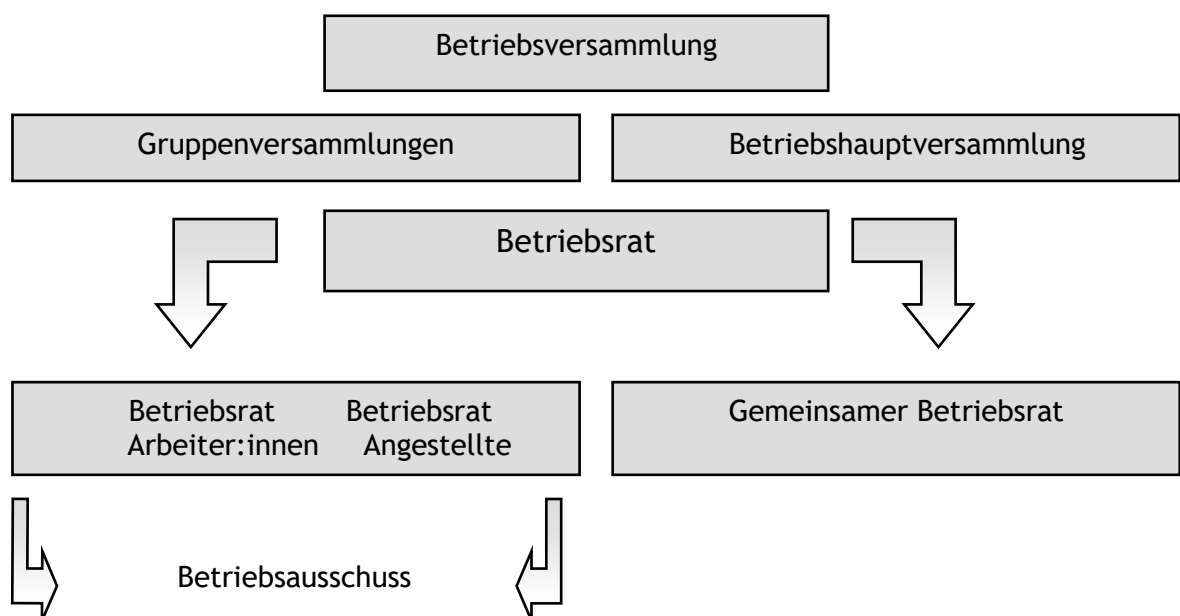 Betriebsversammlung
Gruppenversammlungen
Betriebshauptversammlung
Betriebsrat
Betriebsrat Betriebsrat
Arbeiter:innen Angestellte
Gemeinsamer Betriebsrat
Betriebsausschuss